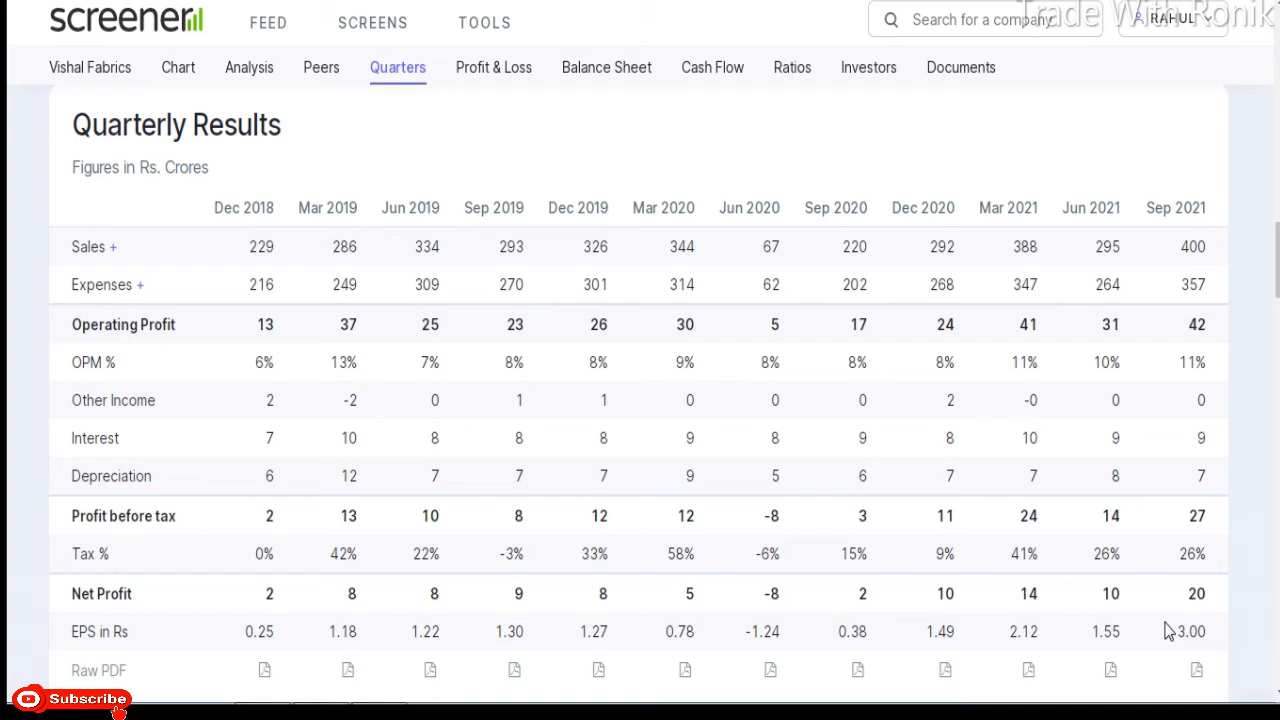 screener FEED SCREENS TOOLS Search for a company RAHUL
Trade With Ronik
Vishal Fabrics Chart Analysis Peers Quarters Profit & Loss Balance Sheet Cash Flow Ratios Investors Documents
Quarterly Results
Figures in Rs. Crores
Dec 2018 Mar 2019 Jun 2019 Sep 2019 Dec 2019 Mar 2020 Jun 2020 Sep 2020 Dec 2020 Mar 2021 Jun 2021 Sep 2021
Sales + 229 286 334 293 326 344 67 220 292 388 295 400
Expenses + 216 249 309 270 301 314 62 202 268 347 264 357
Operating Profit 13 37 25 23 26 30 5 17 24 41 31 42
OPM % 6% 13% 7% 8% 8% 9% 8% 8% 8% 11% 10% 11%
Other Income 2 -2 0 1 1 0 0 0 2 -0 0 0
Interest 7 10 8 8 8 9 8 9 8 10 9 9
Depreciation 6 12 7 7 7 9 5 6 7 7 8 7
Profit before tax 2 13 10 8 12 12 -8 3 11 24 14 27
Tax % 0% 42% 22% -3% 33% 58% -6% 15% 9% 41% 26% 26%
Net Profit 2 8 8 9 8 5 -8 2 10 14 10 20
EPS in Rs 0.25 1.18 1.22 1.30 1.27 0.78 -1.24 0.38 1.49 2.12 1.55 3.00
Raw PDF
Subscribe